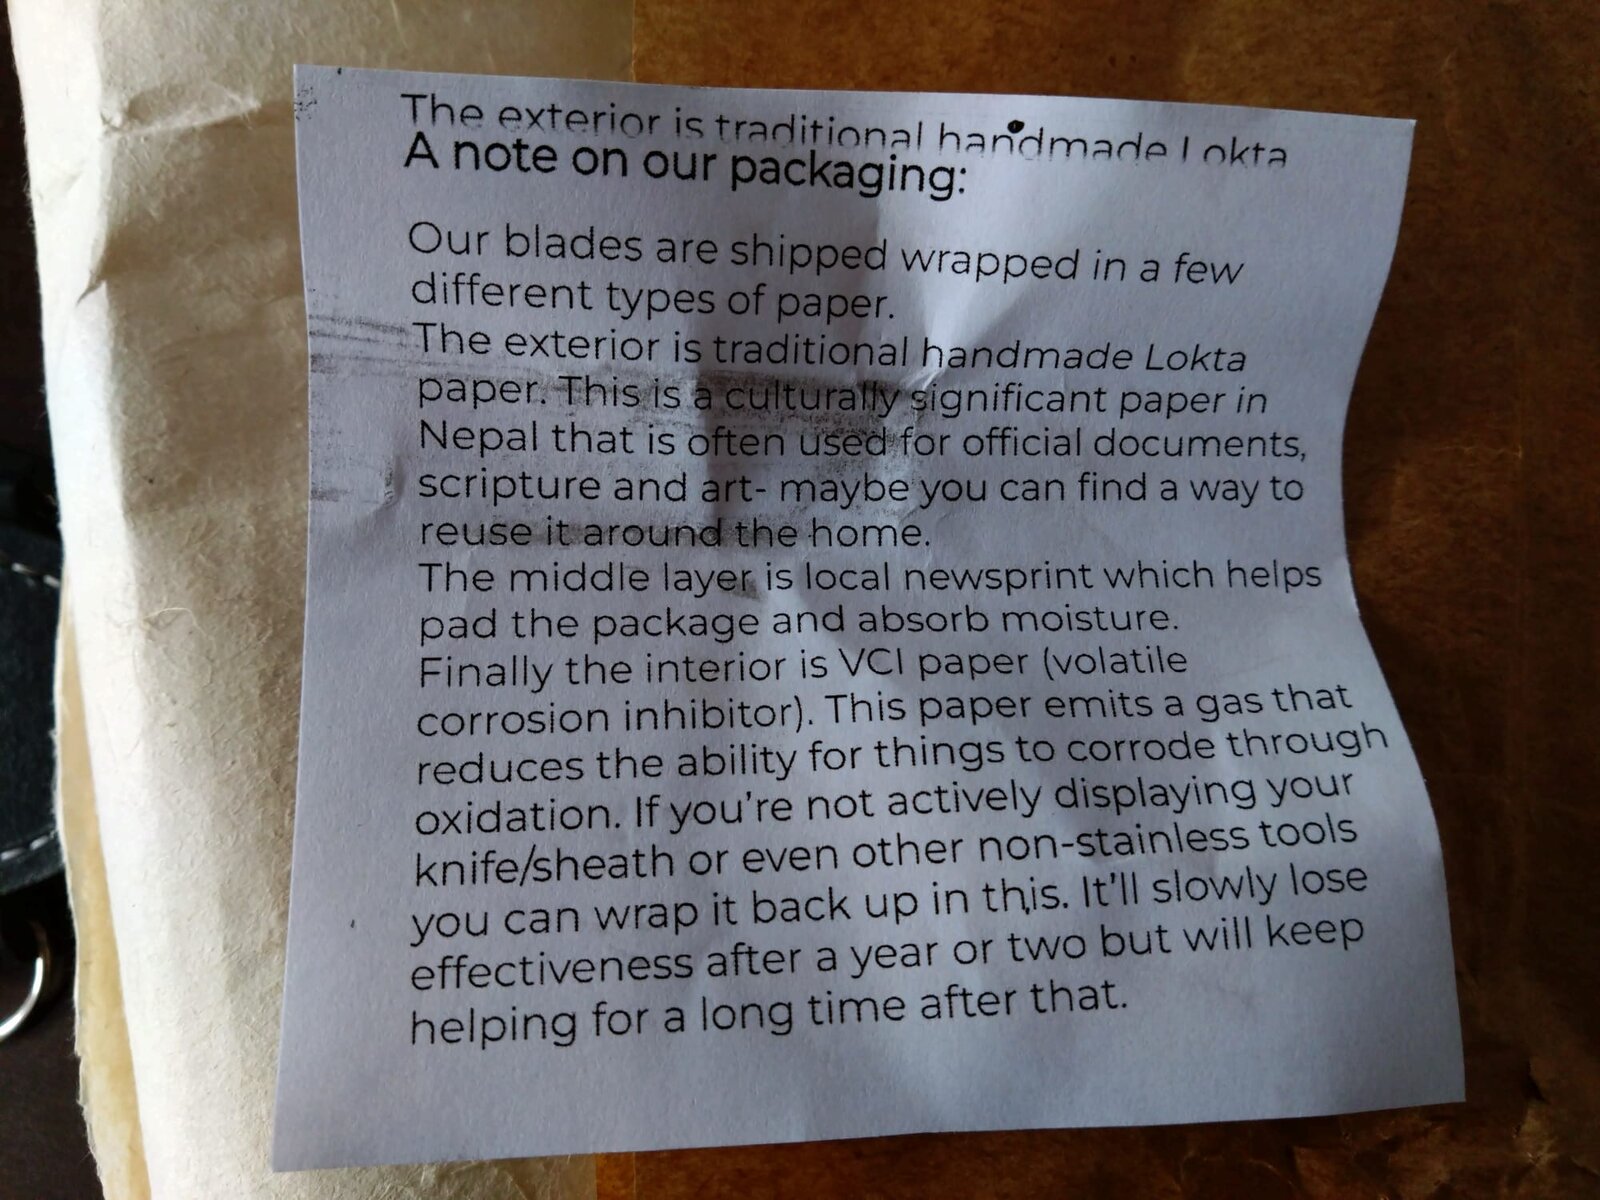 The exterior is traditional handmade Lokta
A note on our packaging:
Our blades are shipped wrapped in a few
different types of paper.
The exterior is traditional handmade Lokta
paper. This is a culturally significant paper in
Nepal that is often used for official documents,
scripture and art- maybe you can find a way to
reuse it around the home.
The middle layer is local newsprint which helps
pad the package and absorb moisture.
Finally the interior is VCI paper (volatile
corrosion inhibitor). This paper emits a gas that
reduces the ability for things to corrode through
oxidation. If you're not actively displaying your
knife/sheath or even other non-stainless tools
you can wrap it back up in this. It'll slowly lose
effectiveness after a year or two but will keep
helping for a long time after that.